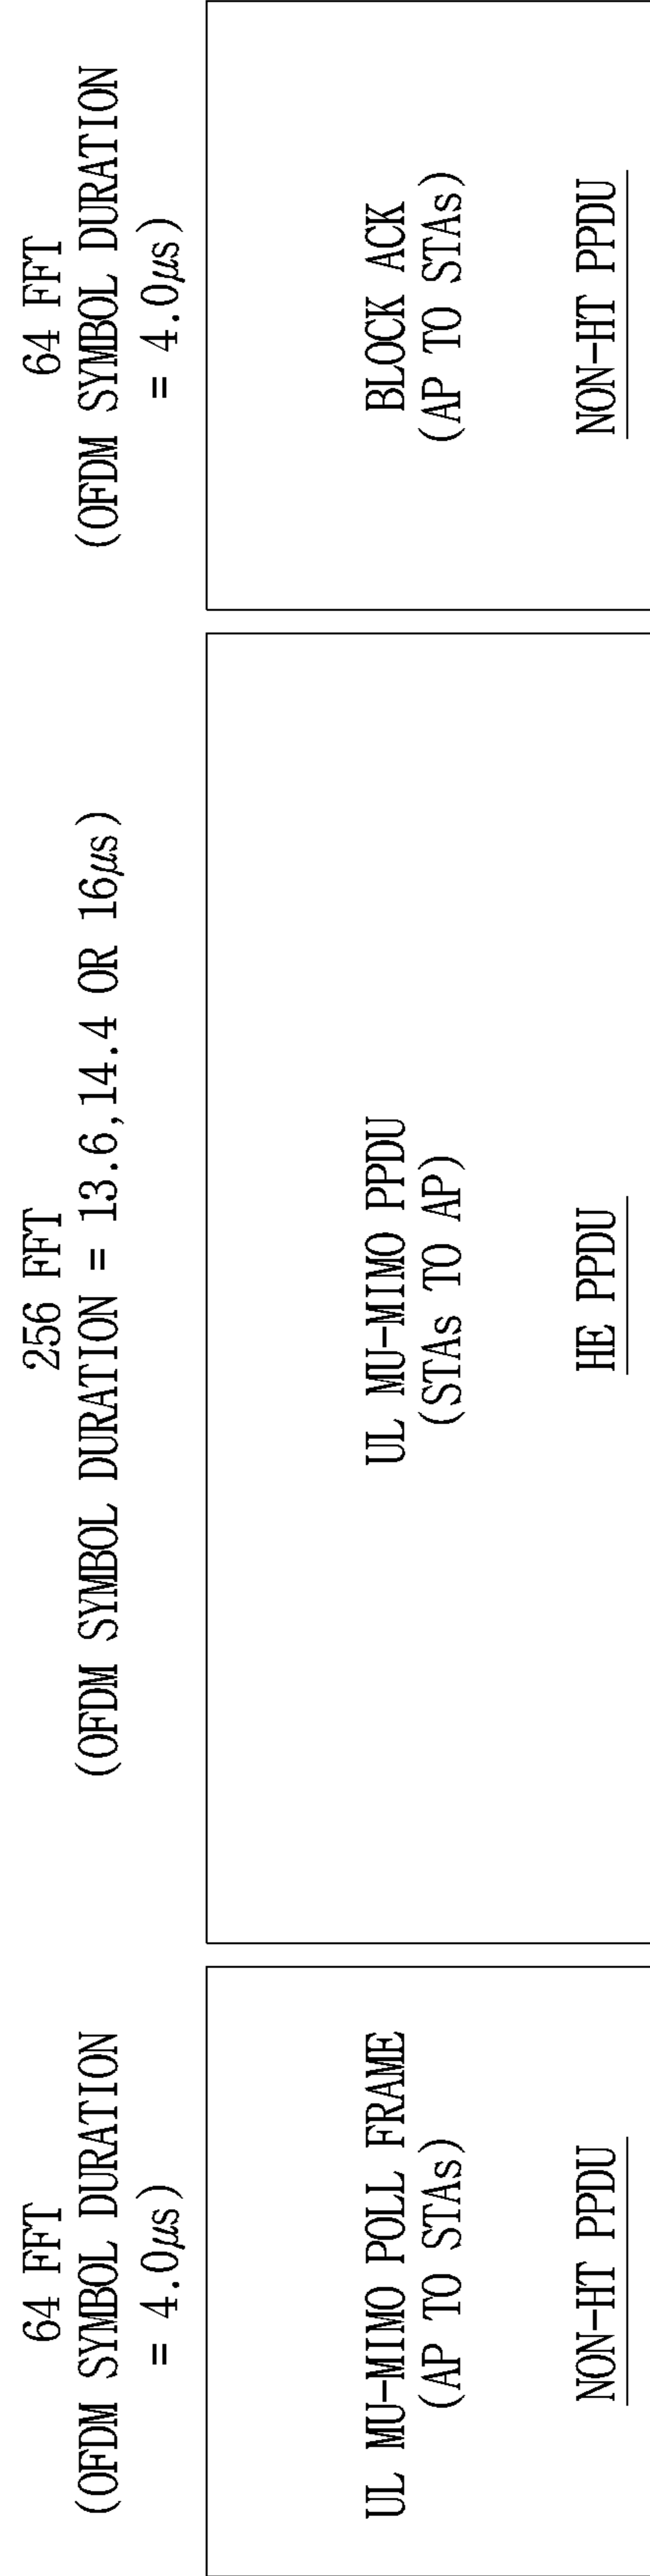 64 FFT
(OFDM SYMBOL DURATION
= 4.0μs)
UL MU-MIMO POLL FRAME
(AP TO STAs)
NON-HT PPDU
256 FFT
(OFDM SYMBOL DURATION = 13.6,14.4 OR 16μs)
UL MU-MIMO PPDU
(STAs TO AP)
HE PPDU
64 FFT
(OFDM SYMBOL DURATION
= 4.0μs)
BLOCK ACK
(AP TO STAs)
NON-HT PPDU